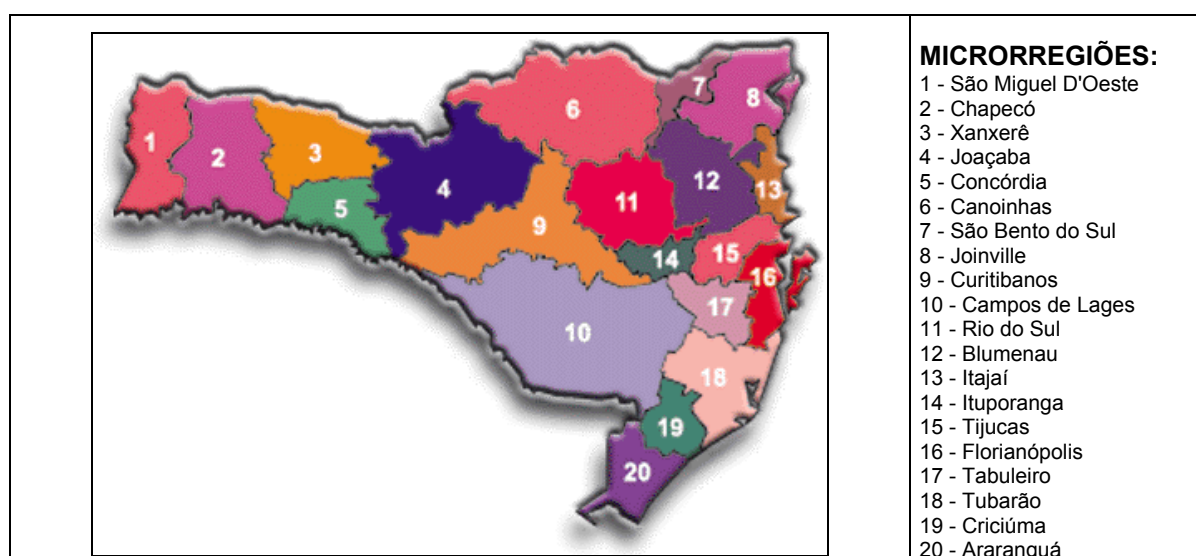 MICRORREGIÕES:
1 - São Miguel D'Oeste
2 - Chapecó
3 - Xanxerê
4 - Joaçaba
5 - Concórdia
6 - Canoinhas
7 - São Bento do Sul
8 - Joinville
9 - Curitibanos
10 - Campos de Lages
11 - Rio do Sul
12 - Blumenau
13 - Itajaí
14 - Ituporanga
15 - Tijucas
16 - Florianópolis
17 - Tabuleiro
18 - Tubarão
19 - Criciúma
20 - Araranguá
7
8
6
1
2
3
4
12
13
5
11
9
14
15
16
17
10
18
19
20